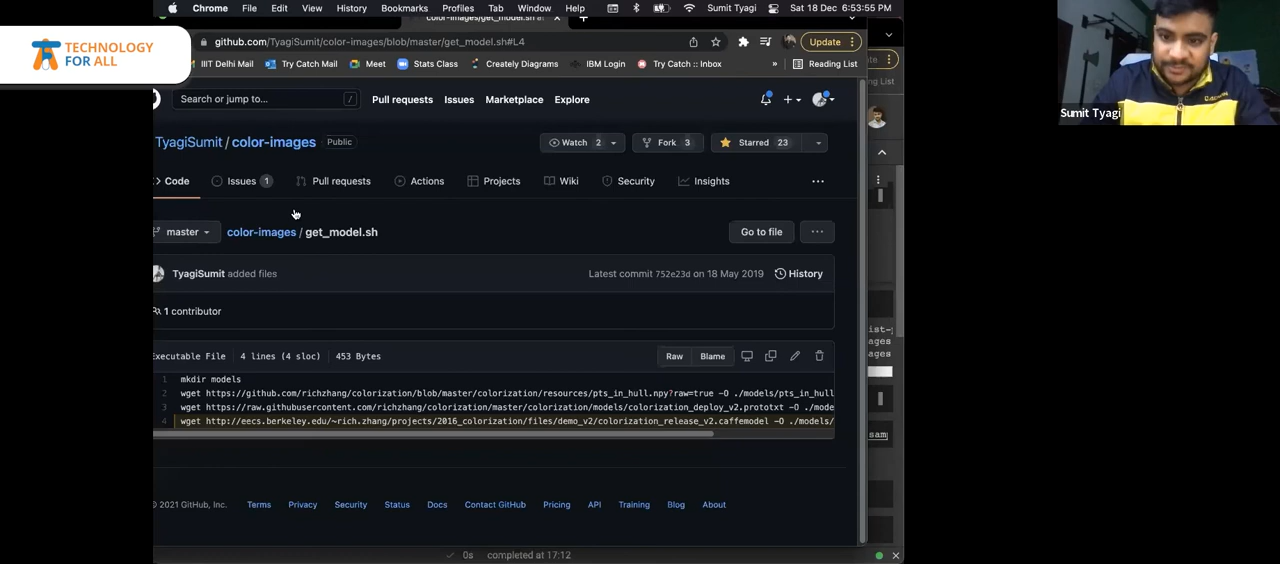 Chrome File Edit View History Bookmarks Profiles Tab Window Help Sumit Tyagi Sat 18 Dec 6:53:55 PM
TECHNOLOGY
FOR ALL
github.com/TyagiSumit/color-images/blob/master/get_model.sh#L4 Update
IIIT Delhi Mail Try Catch Mail Meet Stats Class Creately Diagrams IBM Login Try Catch :: Inbox » Reading List
Search or jump to... / Pull requests Issues Marketplace Explore
Sumit Tyagi
TyagiSumit / color-images Public Watch 2 Fork 3 Starred 23
Code Issues 1 Pull requests Actions Projects Wiki Security Insights
master color-images / get_model.sh Go to file
TyagiSumit added files Latest commit 752e23d on 18 May 2019 History
1 contributor
Executable File 4 lines (4 sloc) 453 Bytes Raw Blame
1 mkdir models
2 wget https://github.com/richzhang/colorization/blob/master/colorization/resources/pts_in_hull.npy?raw=true -O ./models/pts_in_hull
3 wget https://raw.githubusercontent.com/richzhang/colorization/master/colorization/models/colorization_deploy_v2.prototxt -O ./mode
4 wget http://eecs.berkeley.edu/~rich.zhang/projects/2016_colorization/files/demo_v2/colorization_release_v2.caffemodel -O ./models/
© 2021 GitHub, Inc. Terms Privacy Security Status Docs Contact GitHub Pricing API Training Blog About
0s completed at 17:12